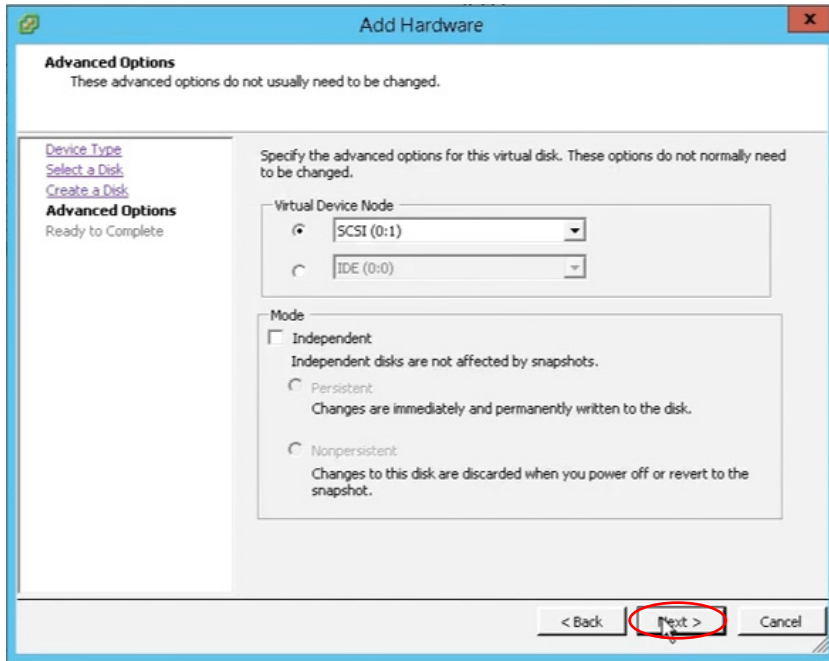 Add Hardware
x
Advanced Options
These advanced options do not usually need to be changed.
Device Type
Select a Disk
Create a Disk
Advanced Options
Ready to Complete
Specify the advanced options for this virtual disk. These options do not normally need
to be changed.
Virtual Device Node
SCSI (0:1)
IDE (0:0)
Mode
Independent
Independent disks are not affected by snapshots.
Persistent
Changes are immediately and permanently written to the disk.
Nonpersistent
Changes to this disk are discarded when you power off or revert to the
snapshot.
< Back
Next >
Cancel